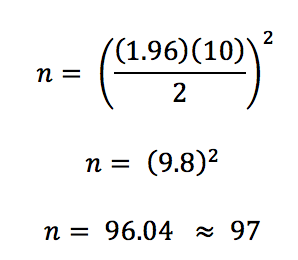 n = ( (1.96)(10) / 2 )²
n = (9.8)²
n = 96.04 ≈ 97